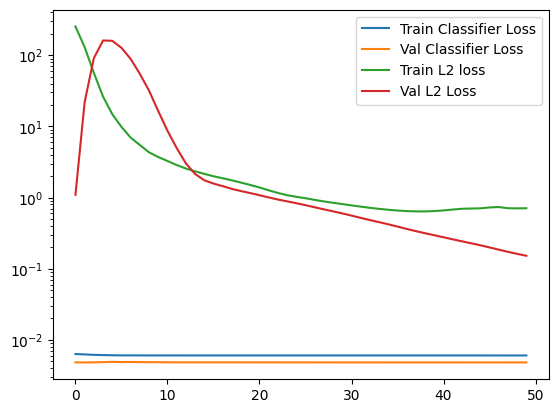 10²
10¹
10⁰
10⁻¹
10⁻²
0 10 20 30 40 50
Train Classifier Loss
Val Classifier Loss
Train L2 loss
Val L2 Loss